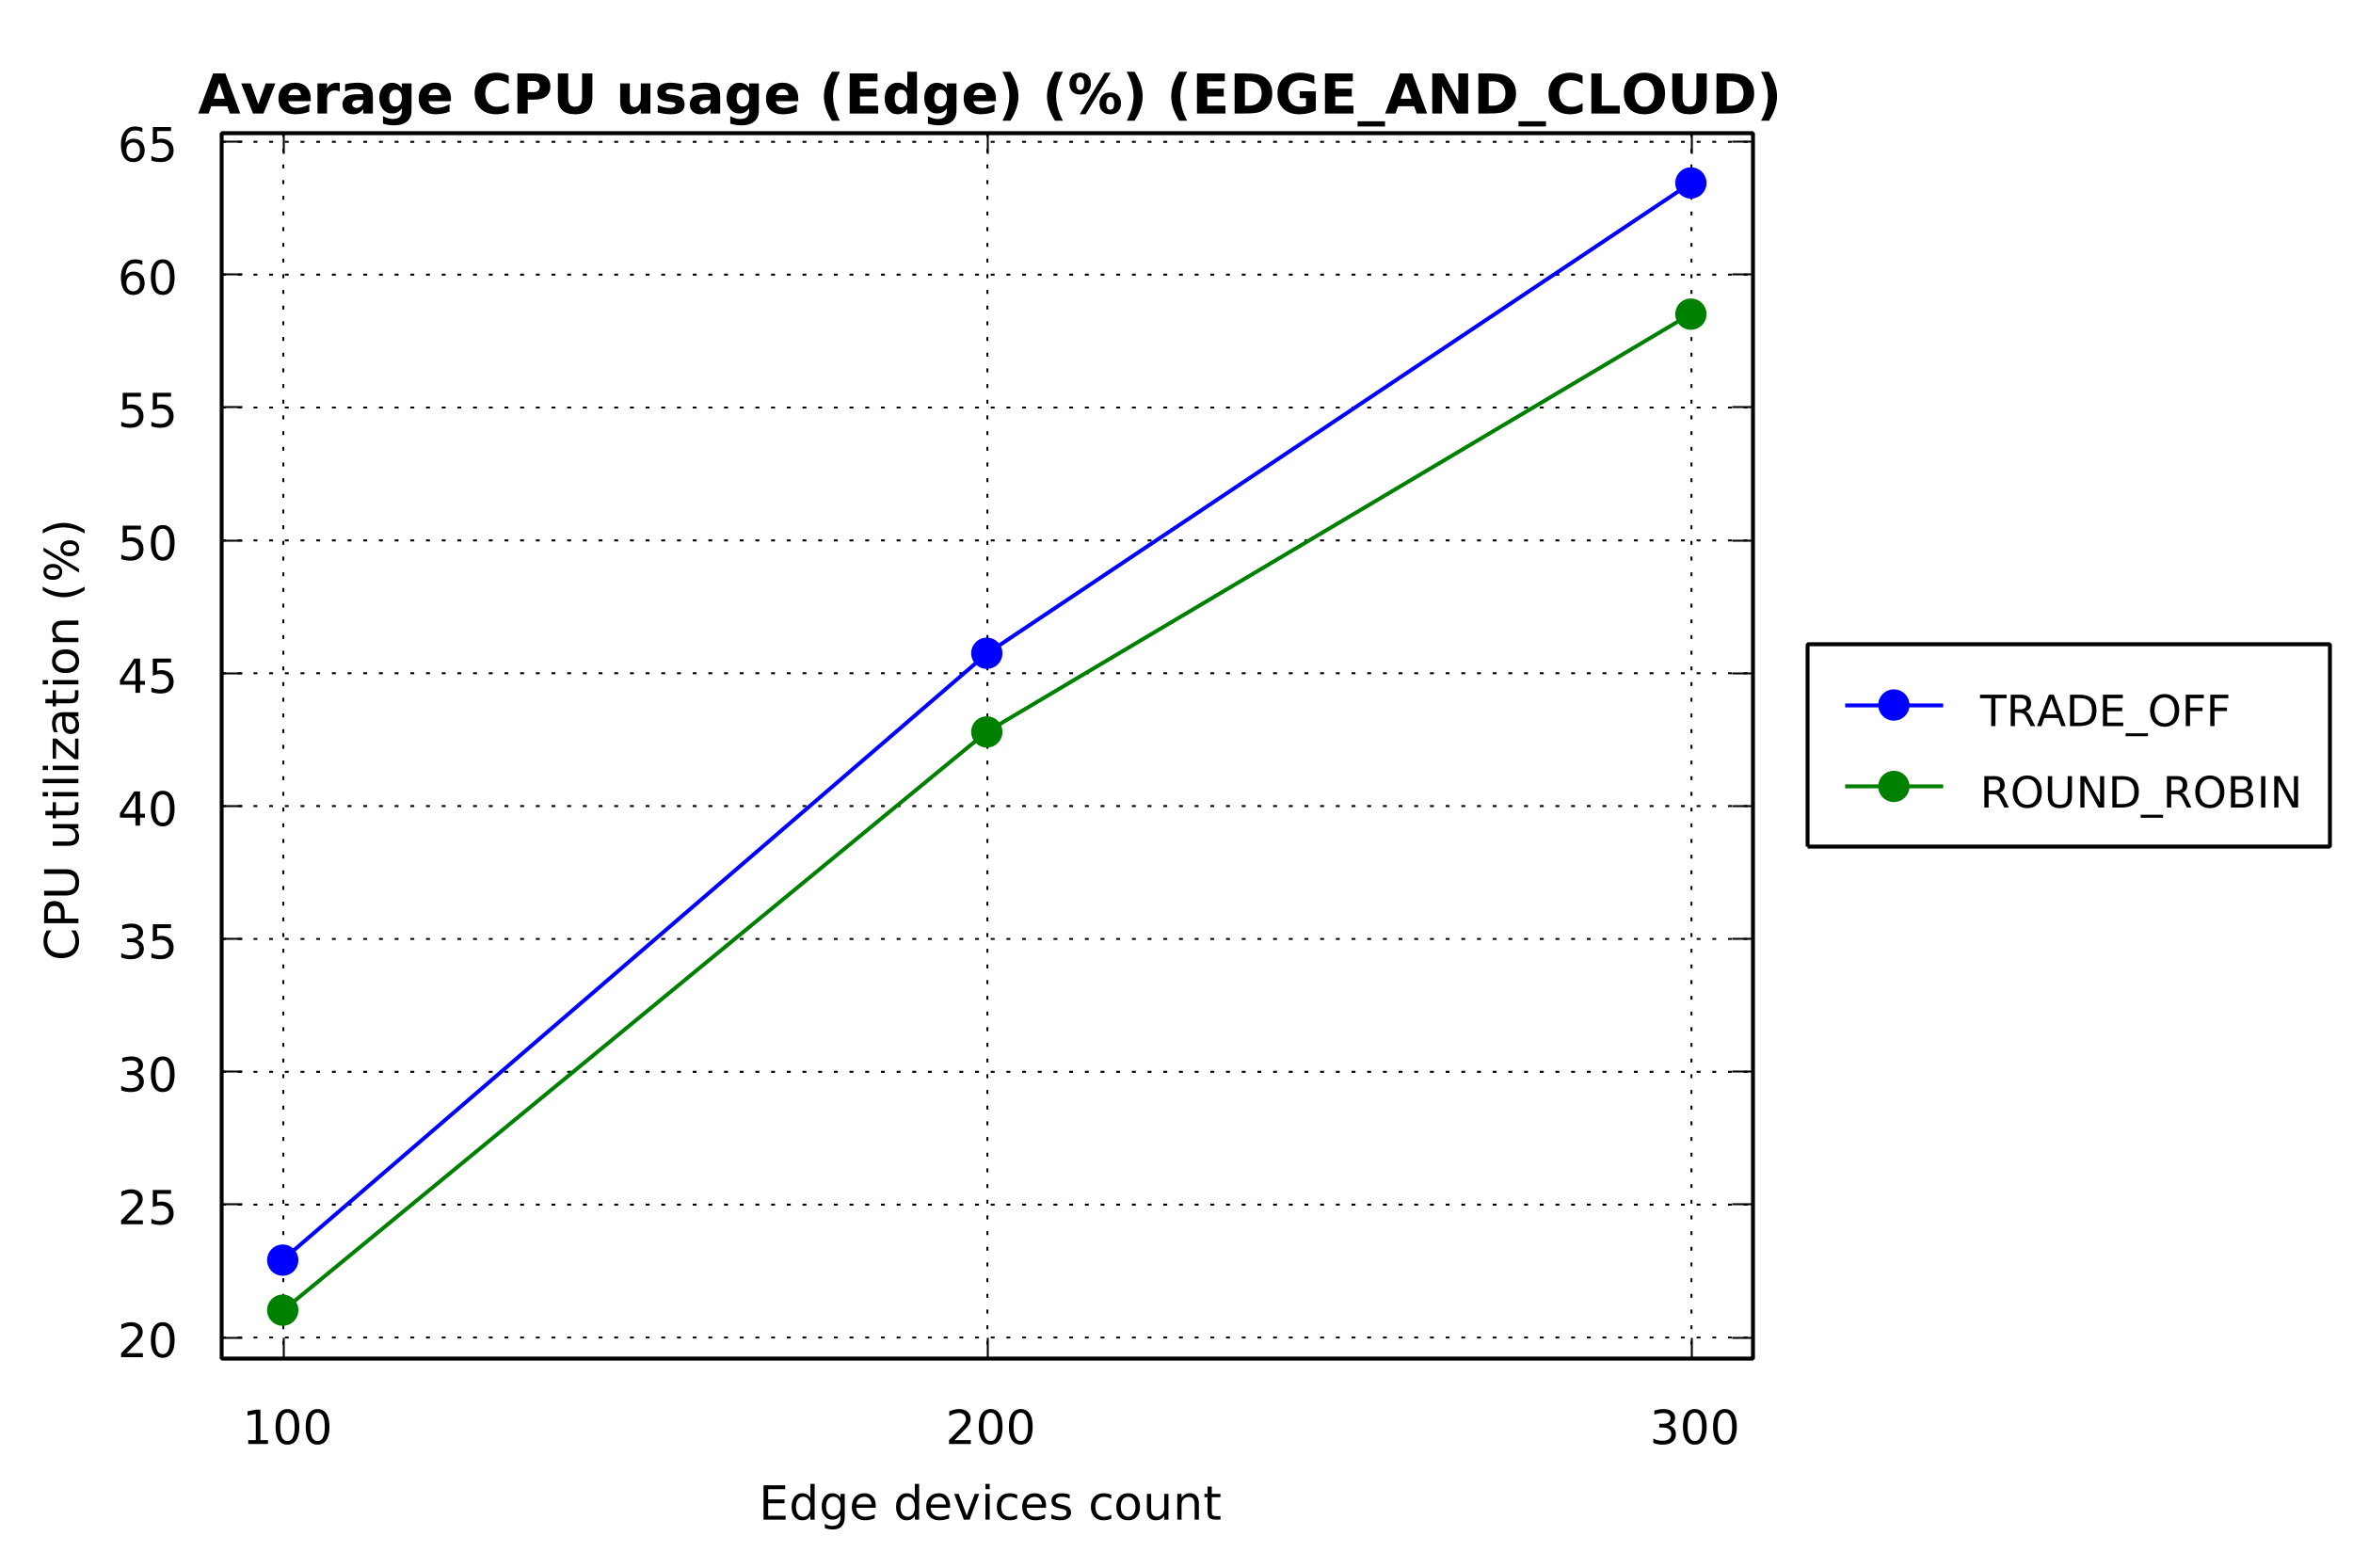 Average CPU usage (Edge) (%) (EDGE_AND_CLOUD)
65
60
55
50
45
40
35
30
25
20
CPU utilization (%)
100 200 300
Edge devices count
TRADE_OFF
ROUND_ROBIN